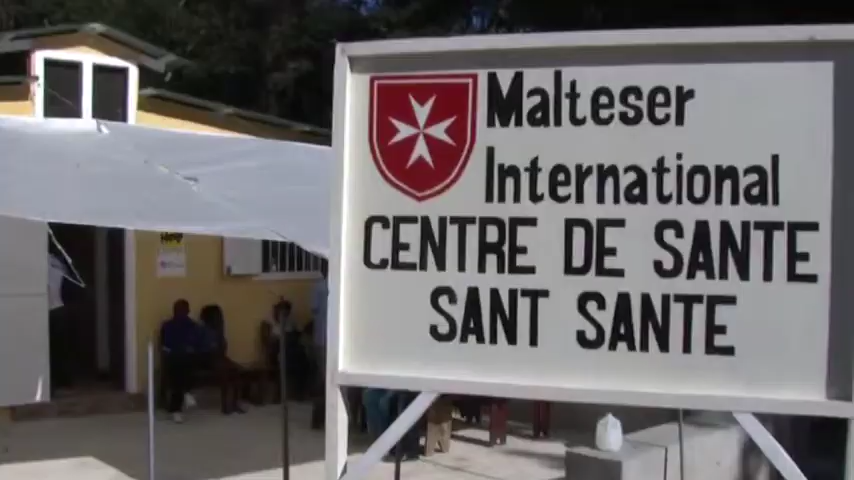 Malteser
International
CENTRE DE SANTE
SANT SANTE